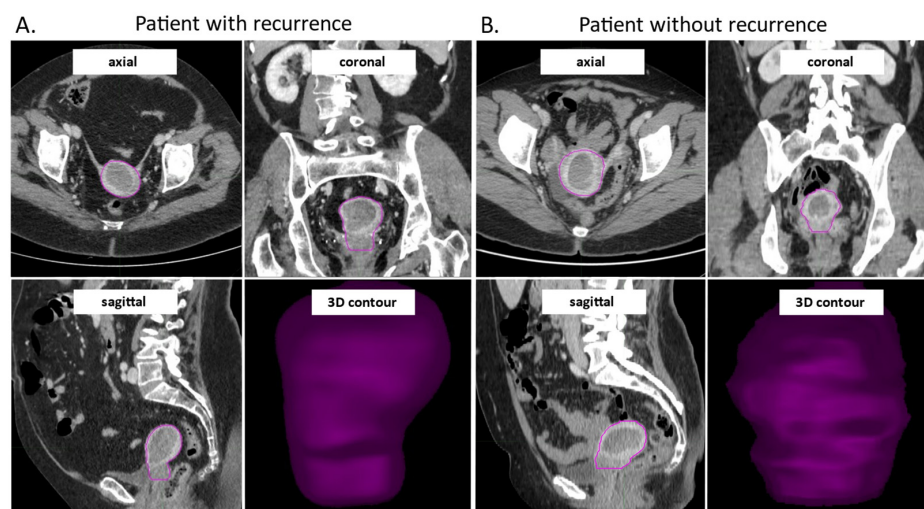 A. Patient with recurrence
B. Patient without recurrence
axial
coronal
axial
coronal
sagittal
3D contour
sagittal
3D contour